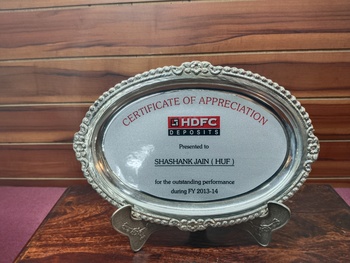 CERTIFICATE OF APPRECIATION
HDFC
DEPOSITS
Presented to
SHASHANK JAIN ( HUF )
for the outstanding performance
during FY 2013-14